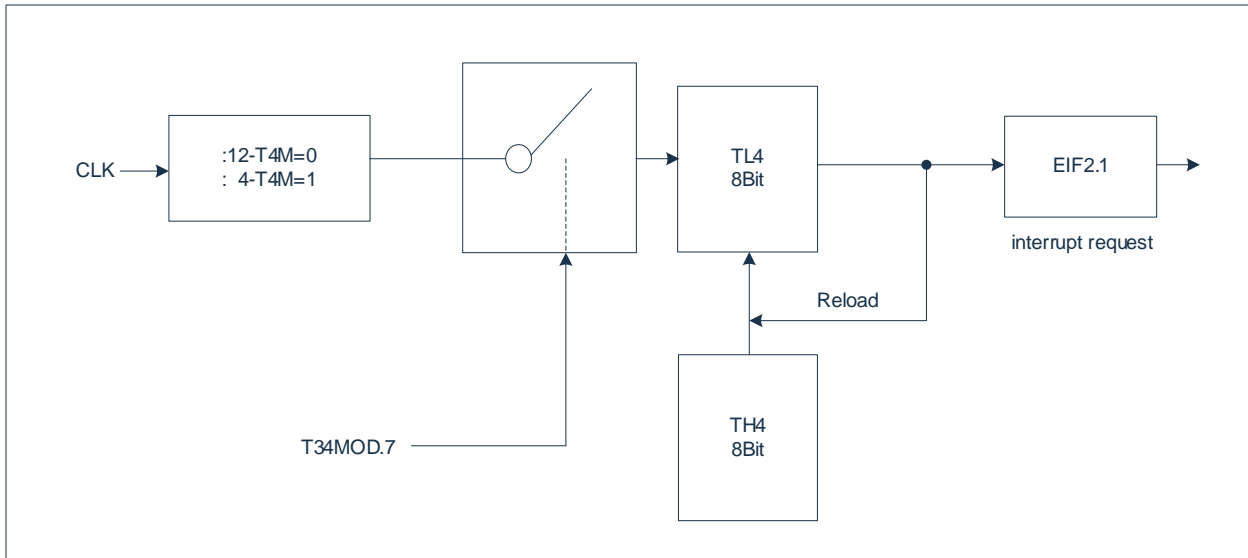 CLK
:12-T4M=0
: 4-T4M=1
TL4
8Bit
EIF2.1
interrupt request
Reload
TH4
8Bit
T34MOD.7